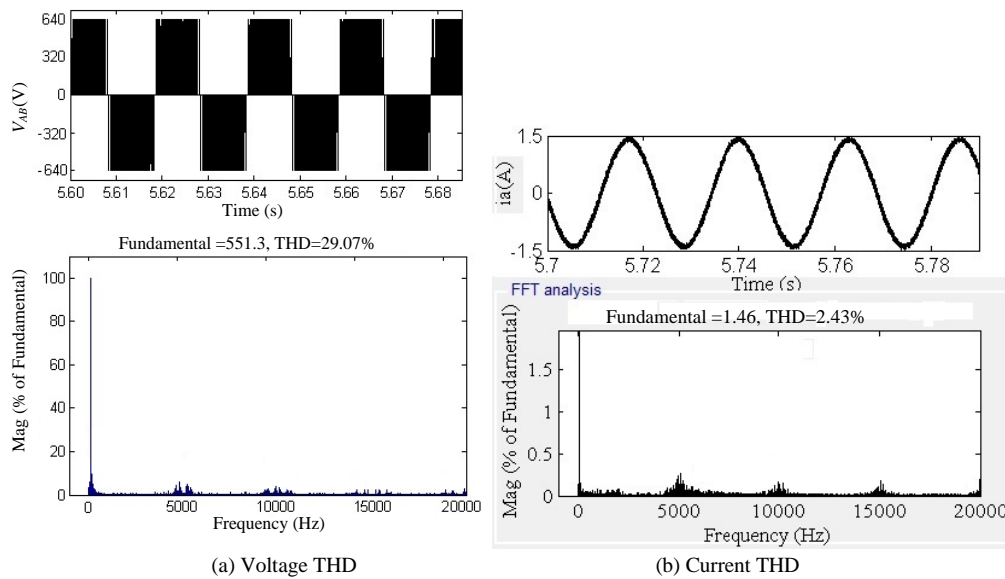 640
320
0
-320
-640
V_AB(V)
5.60 5.61 5.62 5.63 5.64 5.65 5.66 5.67 5.68
Time (s)
Fundamental =551.3, THD=29.07%
100
80
60
40
20
0
Mag (% of Fundamental)
0 5000 10000 15000 20000
Frequency (Hz)
(a) Voltage THD
1.5
0
-1.5
ia(A)
5.7 5.72 5.74 5.76 5.78
Time (s)
FFT analysis
Fundamental =1.46, THD=2.43%
1.5
1
0.5
0
Mag (% of Fundamental)
0 5000 10000 15000 20000
Frequency (Hz)
(b) Current THD